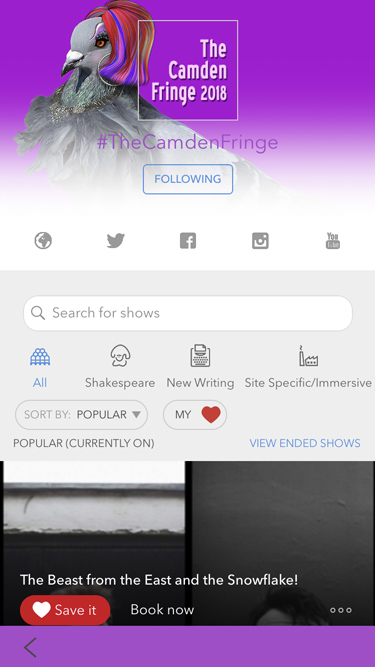 The
Camden
Fringe 2018
#TheCamdenFringe
FOLLOWING
You
Tube
Search for shows
All
Shakespeare
New Writing
Site Specific/Immersive
SORT BY: POPULAR
MY
POPULAR (CURRENTLY ON)
VIEW ENDED SHOWS
The Beast from the East and the Snowflake!
Save it
Book now